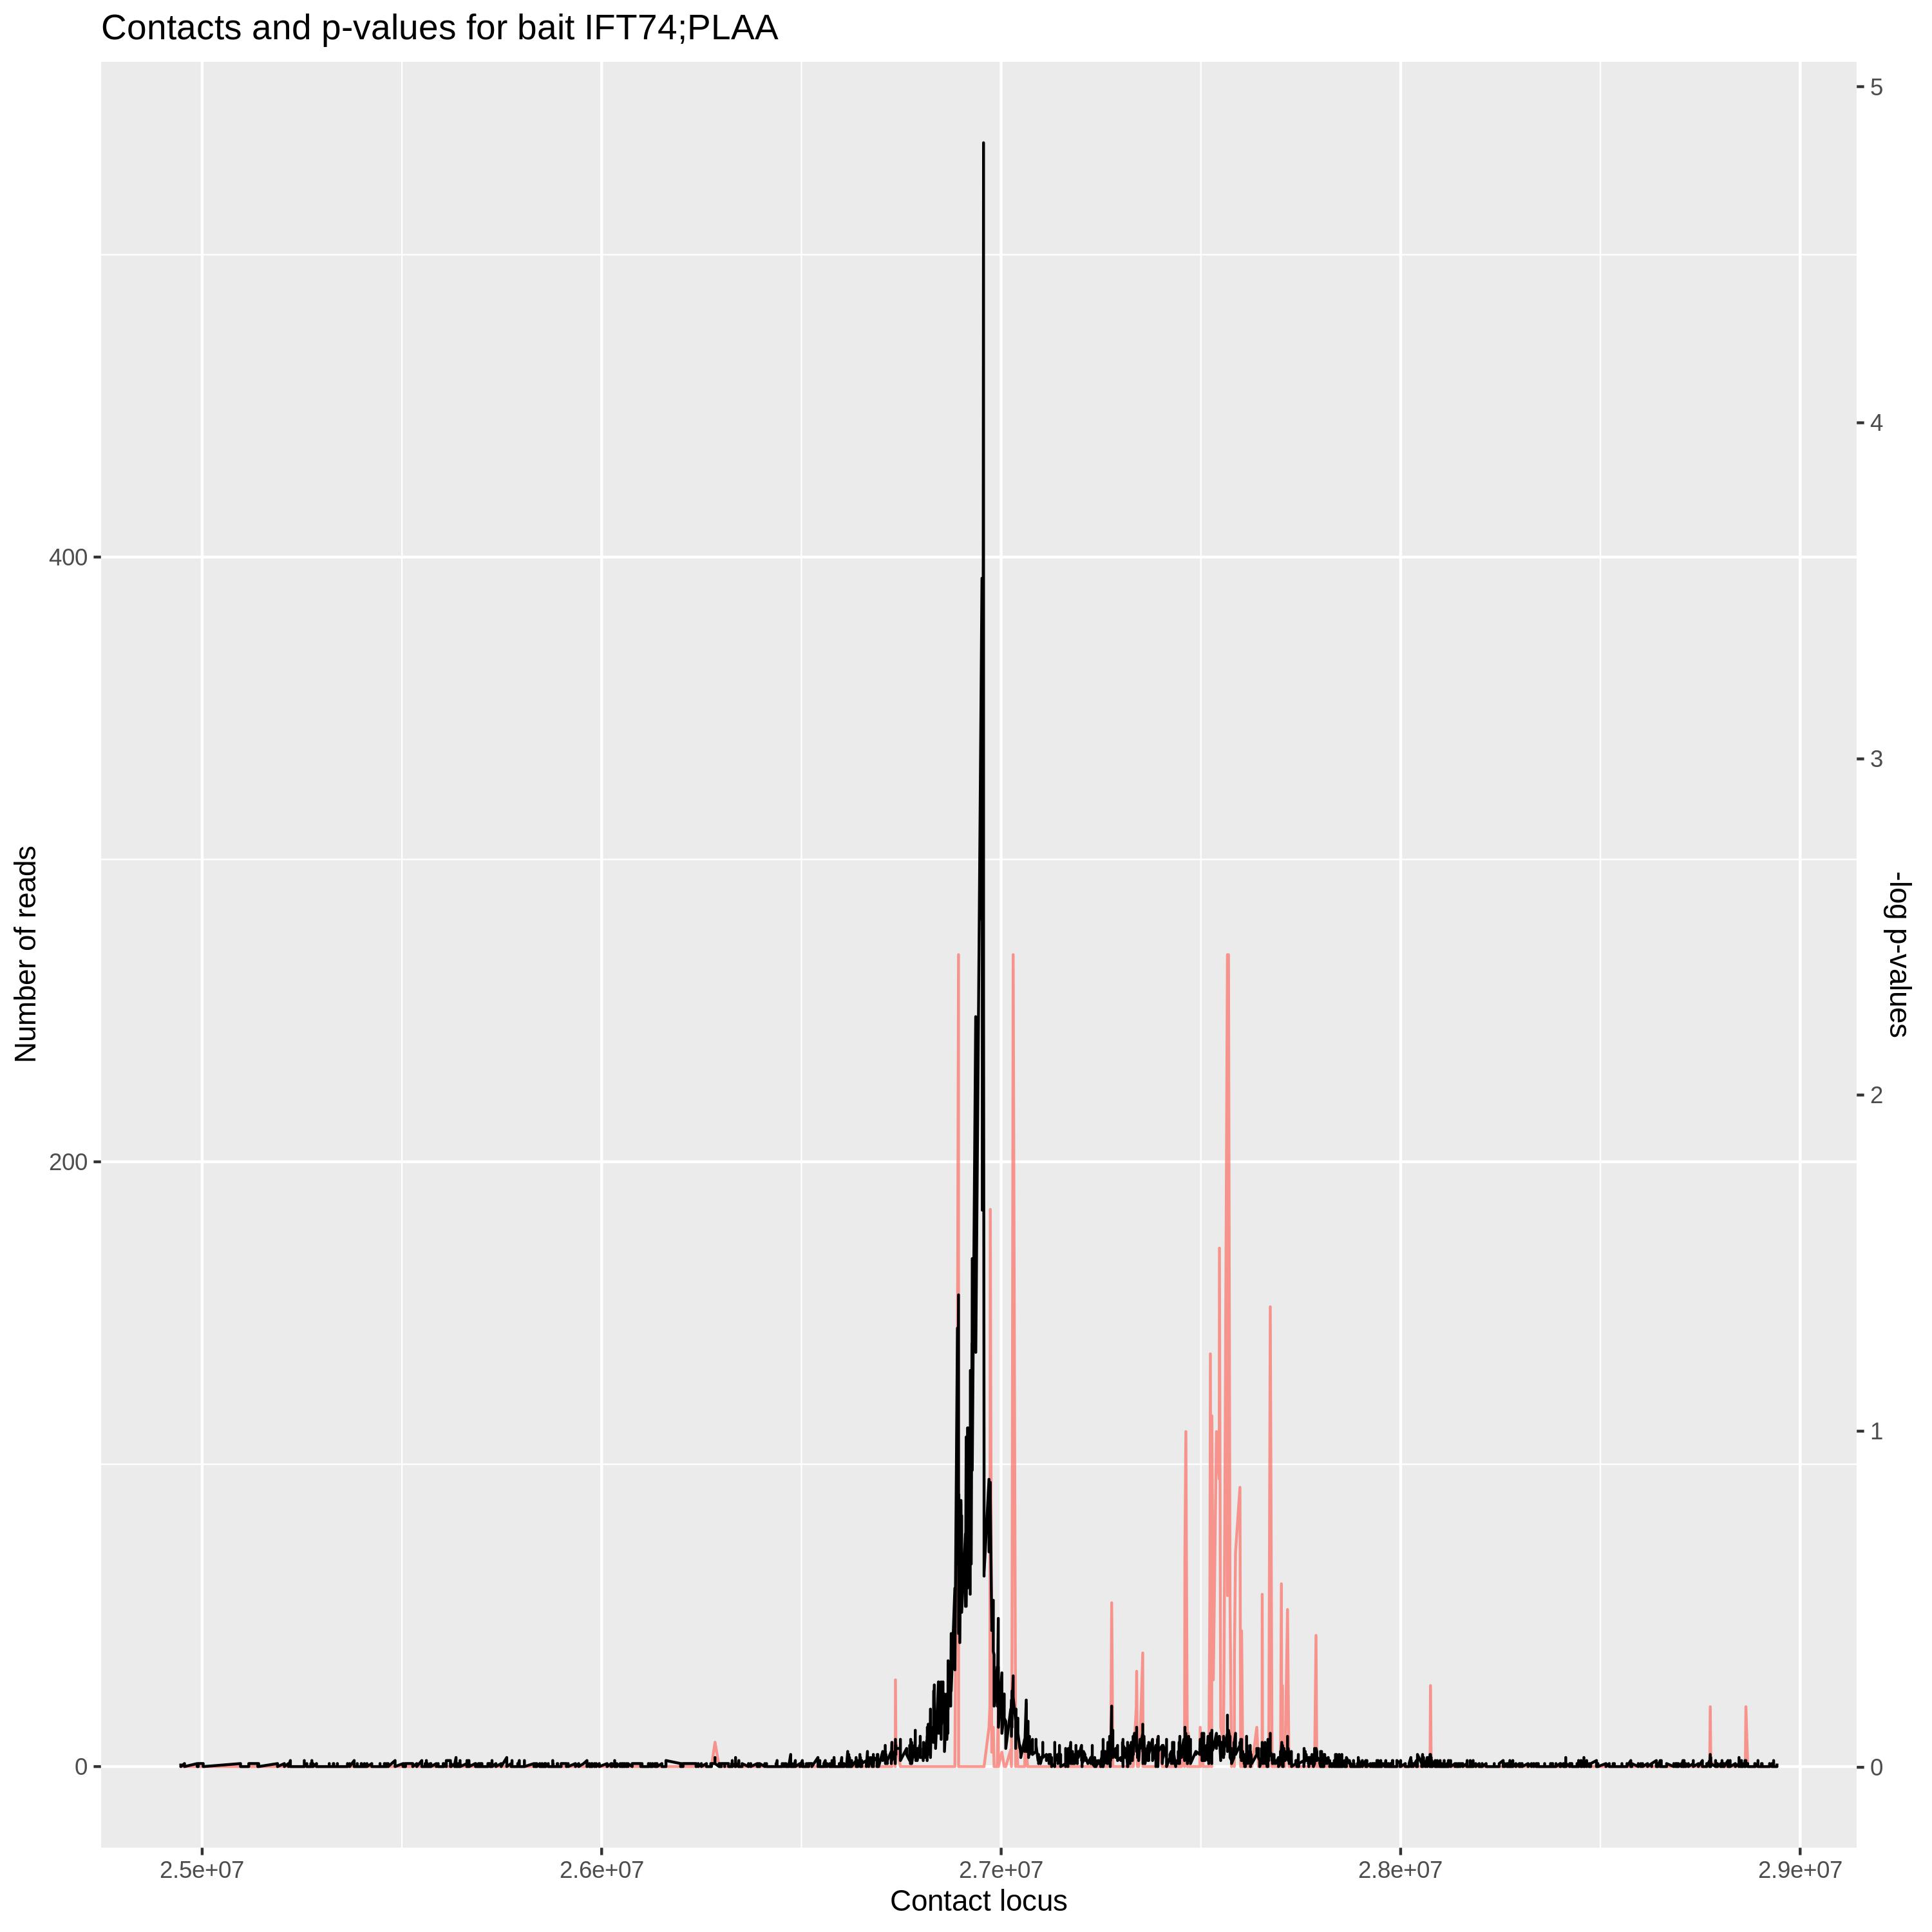 Contacts and p-values for bait IFT74;PLAA
5
4
400
3
Number of reads
-log p-values
2
200
1
0
0
2.5e+07
2.6e+07
2.7e+07
2.8e+07
2.9e+07
Contact locus